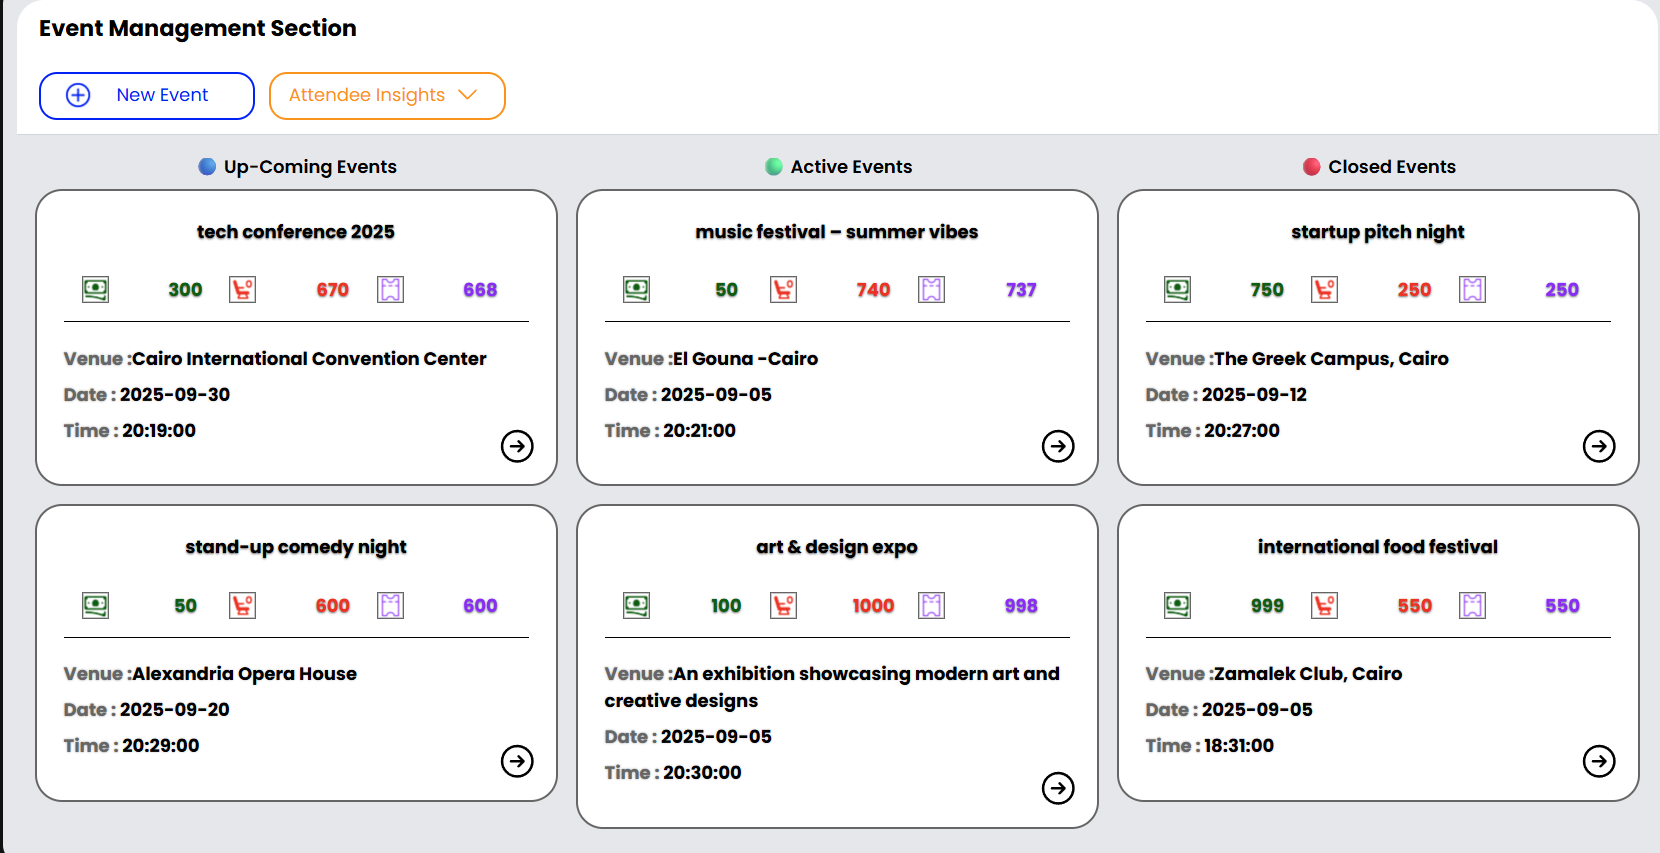 Event Management Section
New Event
Attendee Insights
Up-Coming Events
tech conference 2025
300 670 668
Venue :Cairo International Convention Center
Date : 2025-09-30
Time : 20:19:00
stand-up comedy night
50 600 600
Venue :Alexandria Opera House
Date : 2025-09-20
Time : 20:29:00
Active Events
music festival – summer vibes
50 740 737
Venue :El Gouna -Cairo
Date : 2025-09-05
Time : 20:21:00
art & design expo
100 1000 998
Venue :An exhibition showcasing modern art and
creative designs
Date : 2025-09-05
Time : 20:30:00
Closed Events
startup pitch night
750 250 250
Venue :The Greek Campus, Cairo
Date : 2025-09-12
Time : 20:27:00
international food festival
999 550 550
Venue :Zamalek Club, Cairo
Date : 2025-09-05
Time : 18:31:00